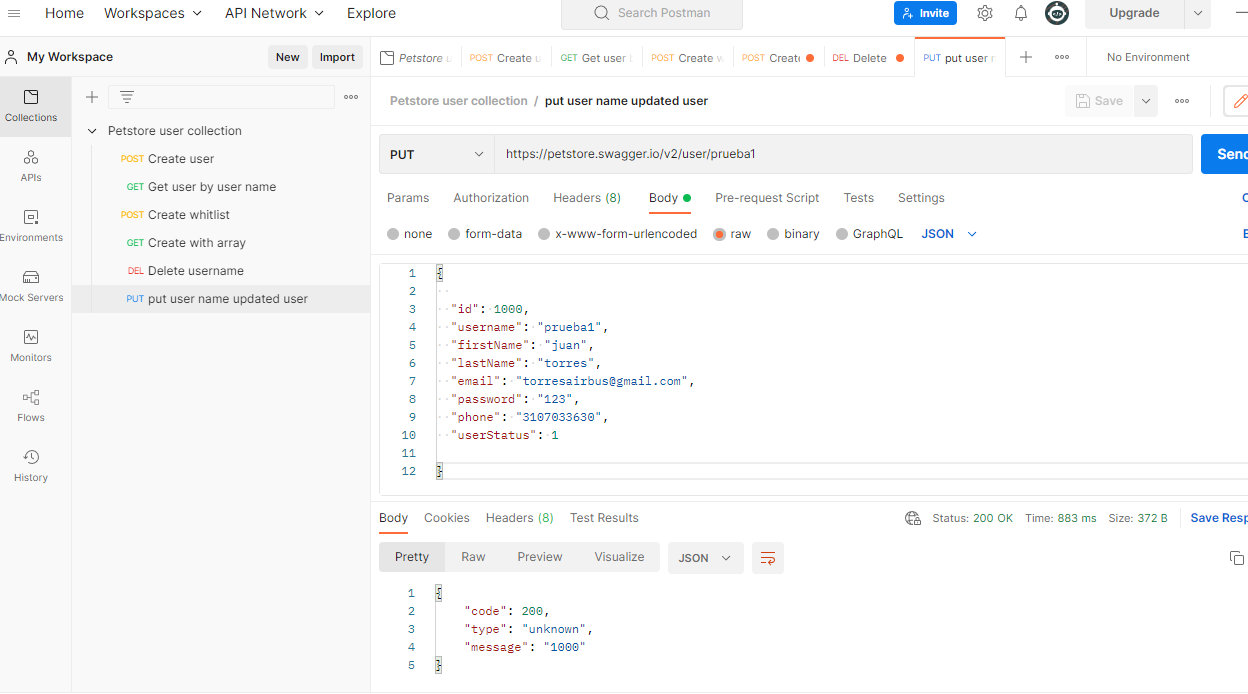 Home Workspaces API Network Explore Search Postman Invite Upgrade
My Workspace New Import
Petstore u POST Create u GET Get user b POST Create w POST Create DEL Delete PUT put user n No Environment
Collections
APIs
Environments
Mock Servers
Monitors
Flows
History
Petstore user collection
POST Create user
GET Get user by user name
POST Create whitlist
GET Create with array
DEL Delete username
PUT put user name updated user
Petstore user collection / put user name updated user Save
PUT https://petstore.swagger.io/v2/user/prueba1 Send
Params Authorization Headers (8) Body Pre-request Script Tests Settings
none form-data x-www-form-urlencoded raw binary GraphQL JSON
1 {
2
3 "id": 1000,
4 "username": "prueba1",
5 "firstName": "juan",
6 "lastName": "torres",
7 "email": "torresairbus@gmail.com",
8 "password": "123",
9 "phone": "3107033630",
10 "userStatus": 1
11
12 }
Body Cookies Headers (8) Test Results Status: 200 OK Time: 883 ms Size: 372 B Save Resp
Pretty Raw Preview Visualize JSON
1 {
2 "code": 200,
3 "type": "unknown",
4 "message": "1000"
5 }